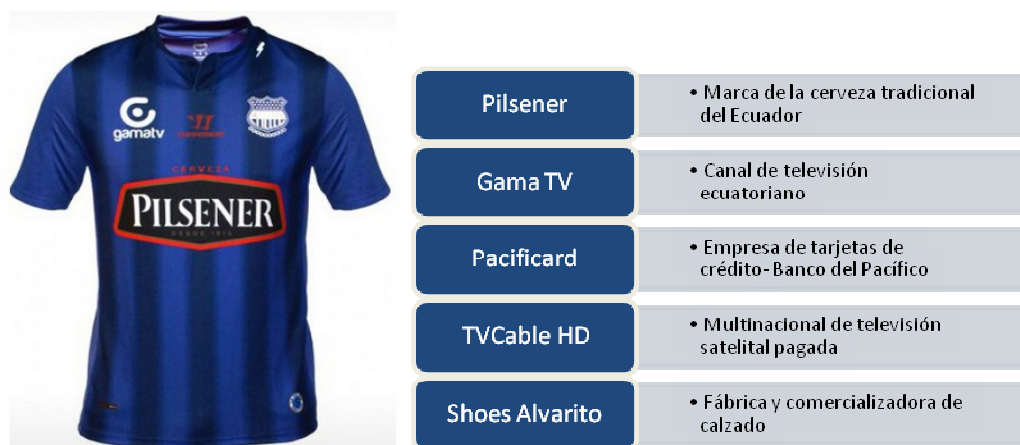 gamatv
CERVEZA
PILSENER
DESDE 1913
Pilsener
• Marca de la cerveza tradicional
del Ecuador
Gama TV
• Canal de televisión
ecuatoriano
Pacificard
• Empresa de tarjetas de
crédito-Banco del Pacífico
TVCable HD
• Multinacional de televisión
satelital pagada
Shoes Alvarito
• Fábrica y comercializadora de
calzado